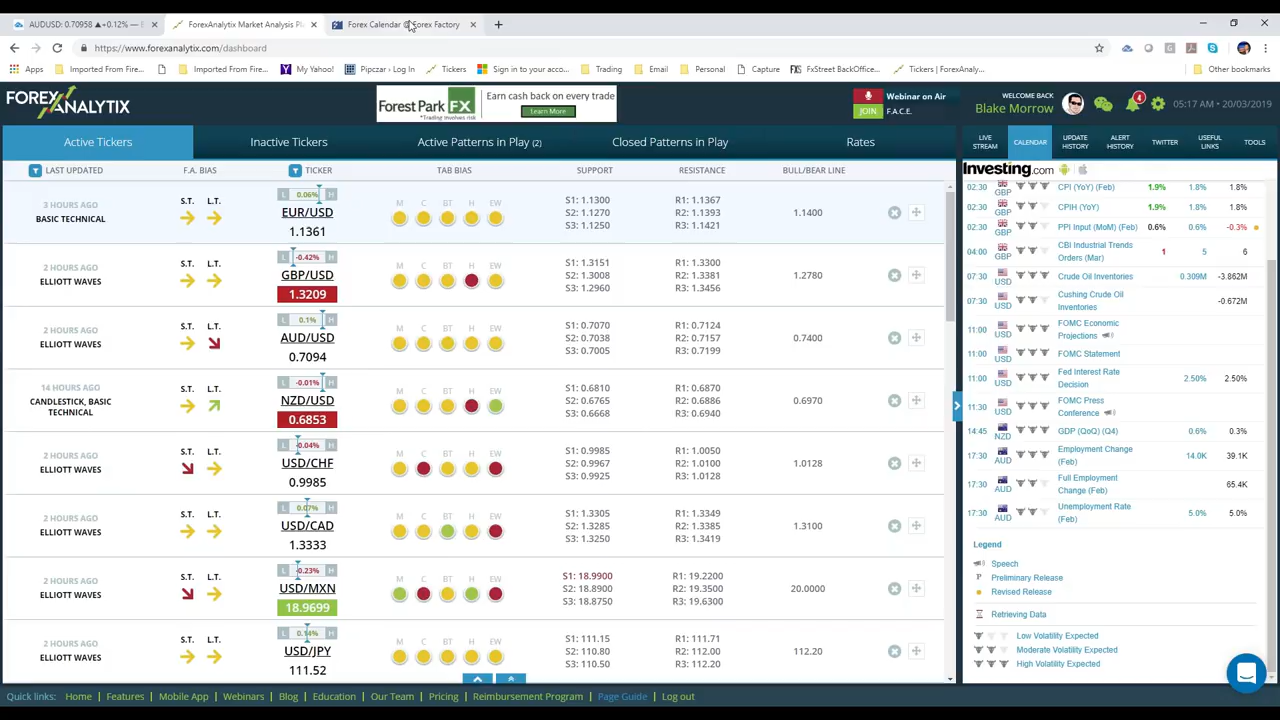 AUDUSD: 0.70958 ▲+0.12% — E
ForexAnalytix Market Analysis Pl
Forex Calendar @ Forex Factory
https://www.forexanalytix.com/dashboard
Apps
Imported From Fire...
Imported From Fire...
My Yahoo!
Pipczar › Log In
Tickers
Sign in to your acco...
Trading
Email
Personal
Capture
FxStreet BackOffice...
Tickers | ForexAnaly...
Other bookmarks
FOREX ANALYTIX
ForestPark FX
*Trading involves risk
Earn cash back on every trade
Learn More
Webinar on Air
JOIN F.A.C.E.
WELCOME BACK
Blake Morrow
4
05:17 AM • 20/03/2019
Active Tickers
Inactive Tickers
Active Patterns in Play (2)
Closed Patterns in Play
Rates
LIVE STREAM
CALENDAR
UPDATE HISTORY
ALERT HISTORY
TWITTER
USEFUL LINKS
TOOLS
LAST UPDATED F.A. BIAS TICKER TAB BIAS SUPPORT RESISTANCE BULL/BEAR LINE
3 HOURS AGO
BASIC TECHNICAL
S.T. L.T.
L 0.06% H
EUR/USD
1.1361
M C BT H EW
S1: 1.1300
S2: 1.1270
S3: 1.1250
R1: 1.1367
R2: 1.1393
R3: 1.1421
1.1400
2 HOURS AGO
ELLIOTT WAVES
S.T. L.T.
L -0.42% H
GBP/USD
1.3209
M C BT H EW
S1: 1.3151
S2: 1.3008
S3: 1.2960
R1: 1.3300
R2: 1.3381
R3: 1.3456
1.2780
2 HOURS AGO
ELLIOTT WAVES
S.T. L.T.
L 0.1% H
AUD/USD
0.7094
M C BT H EW
S1: 0.7070
S2: 0.7038
S3: 0.7005
R1: 0.7124
R2: 0.7157
R3: 0.7199
0.7400
14 HOURS AGO
CANDLESTICK, BASIC
TECHNICAL
S.T. L.T.
L -0.01% H
NZD/USD
0.6853
M C BT H EW
S1: 0.6810
S2: 0.6765
S3: 0.6668
R1: 0.6870
R2: 0.6886
R3: 0.6940
0.6970
2 HOURS AGO
ELLIOTT WAVES
S.T. L.T.
L -0.04% H
USD/CHF
0.9985
M C BT H EW
S1: 0.9985
S2: 0.9967
S3: 0.9925
R1: 1.0050
R2: 1.0100
R3: 1.0128
1.0128
2 HOURS AGO
ELLIOTT WAVES
S.T. L.T.
L 0.07% H
USD/CAD
1.3333
M C BT H EW
S1: 1.3305
S2: 1.3285
S3: 1.3250
R1: 1.3349
R2: 1.3385
R3: 1.3419
1.3100
2 HOURS AGO
ELLIOTT WAVES
S.T. L.T.
L -0.23% H
USD/MXN
18.9699
M C BT H EW
S1: 18.9900
S2: 18.8900
S3: 18.8750
R1: 19.2200
R2: 19.3500
R3: 19.6300
20.0000
2 HOURS AGO
ELLIOTT WAVES
S.T. L.T.
L 0.14% H
USD/JPY
111.52
M C BT H EW
S1: 111.15
S2: 110.80
S3: 110.50
R1: 111.71
R2: 112.00
R3: 112.20
112.20
Investing.com
02:30 GBP CPI (YoY) (Feb) 1.9% 1.8% 1.8%
02:30 GBP CPIH (YoY) 1.9% 1.8% 1.8%
02:30 GBP PPI Input (MoM) (Feb) 0.6% 0.6% -0.3%
04:00 GBP CBI Industrial Trends Orders (Mar) 1 5 6
07:30 USD Crude Oil Inventories 0.309M -3.862M
07:30 USD Cushing Crude Oil Inventories -0.672M
11:00 USD FOMC Economic Projections
11:00 USD FOMC Statement
11:00 USD Fed Interest Rate Decision 2.50% 2.50%
11:30 USD FOMC Press Conference
14:45 NZD GDP (QoQ) (Q4) 0.6% 0.3%
17:30 AUD Employment Change (Feb) 14.0K 39.1K
17:30 AUD Full Employment Change (Feb) 65.4K
17:30 AUD Unemployment Rate (Feb) 5.0% 5.0%
Legend
Speech
P Preliminary Release
Revised Release
Retrieving Data
Low Volatility Expected
Moderate Volatility Expected
High Volatility Expected
Quick links: Home | Features | Mobile App | Webinars | Blog | Education | Our Team | Pricing | Reimbursement Program | Page Guide | Log out